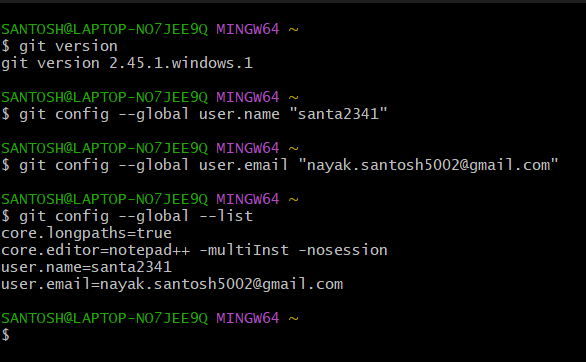 SANTOSH@LAPTOP-NO7JEE9Q MINGW64 ~
$ git version
git version 2.45.1.windows.1
SANTOSH@LAPTOP-NO7JEE9Q MINGW64 ~
$ git config --global user.name "santa2341"
SANTOSH@LAPTOP-NO7JEE9Q MINGW64 ~
$ git config --global user.email "nayak.santosh5002@gmail.com"
SANTOSH@LAPTOP-NO7JEE9Q MINGW64 ~
$ git config --global --list
core.longpaths=true
core.editor=notepad++ -multiInst -nosession
user.name=santa2341
user.email=nayak.santosh5002@gmail.com
SANTOSH@LAPTOP-NO7JEE9Q MINGW64 ~
$